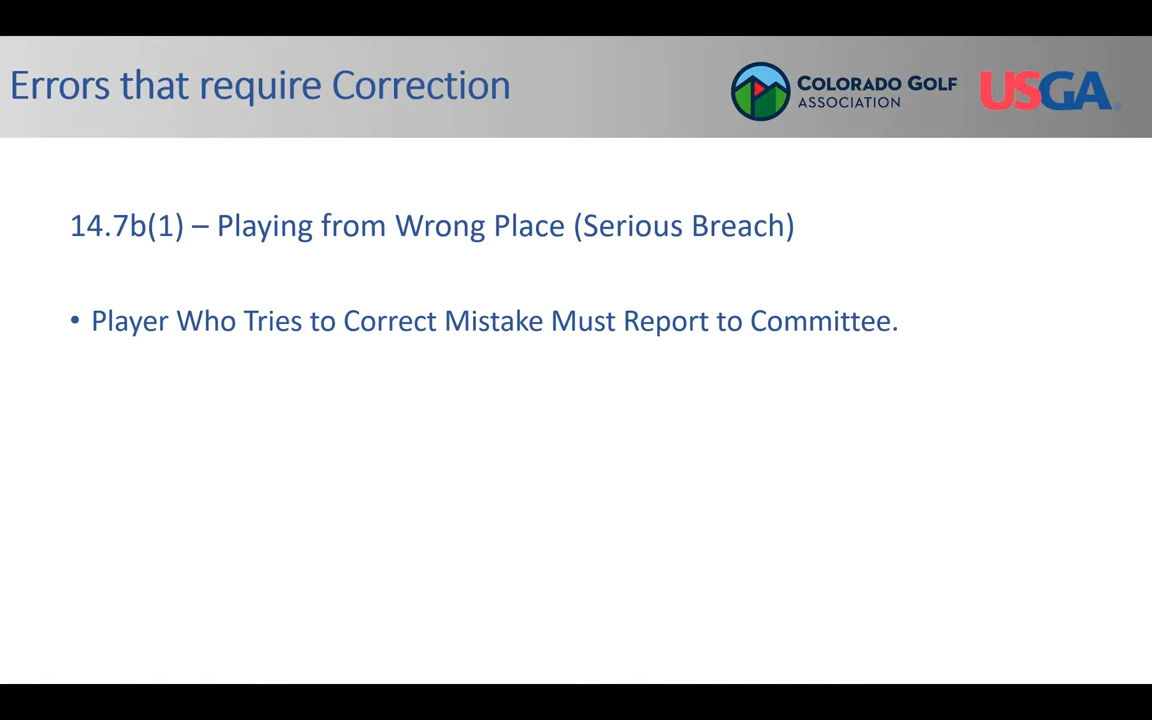 Errors that require Correction
COLORADO GOLF
ASSOCIATION
USGA
14.7b(1) – Playing from Wrong Place (Serious Breach)
• Player Who Tries to Correct Mistake Must Report to Committee.